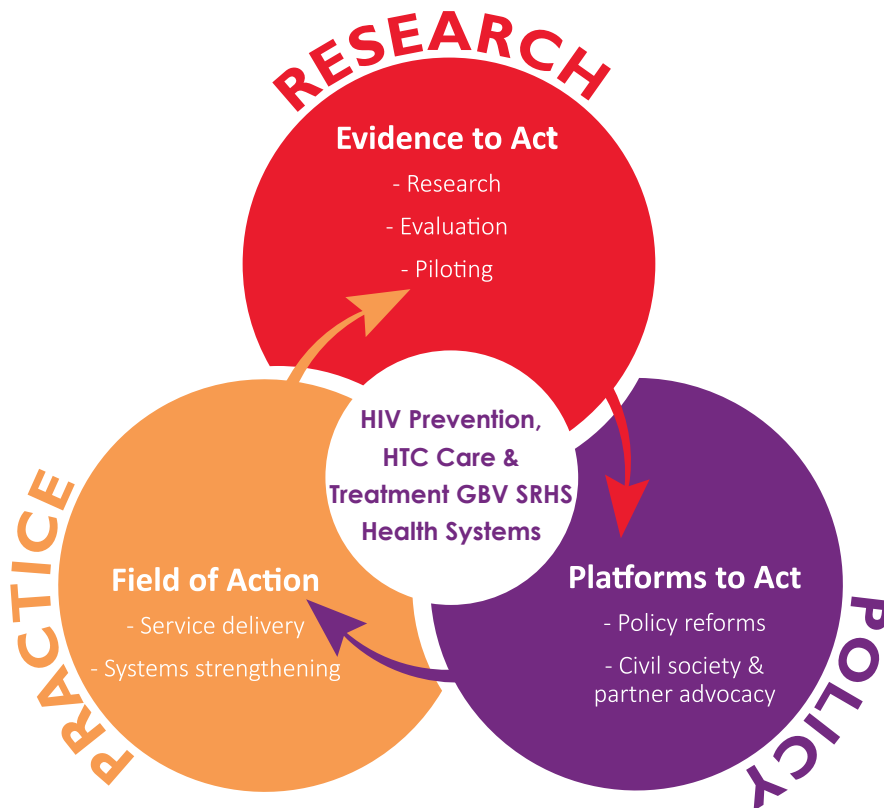 RESEARCH
Evidence to Act
- Research
- Evaluation
- Piloting
HIV Prevention,
HTC Care &
Treatment GBV SRHS
Health Systems
PRACTICE
Field of Action
- Service delivery
- Systems strengthening
Platforms to Act
- Policy reforms
- Civil society &
partner advocacy
POLICY